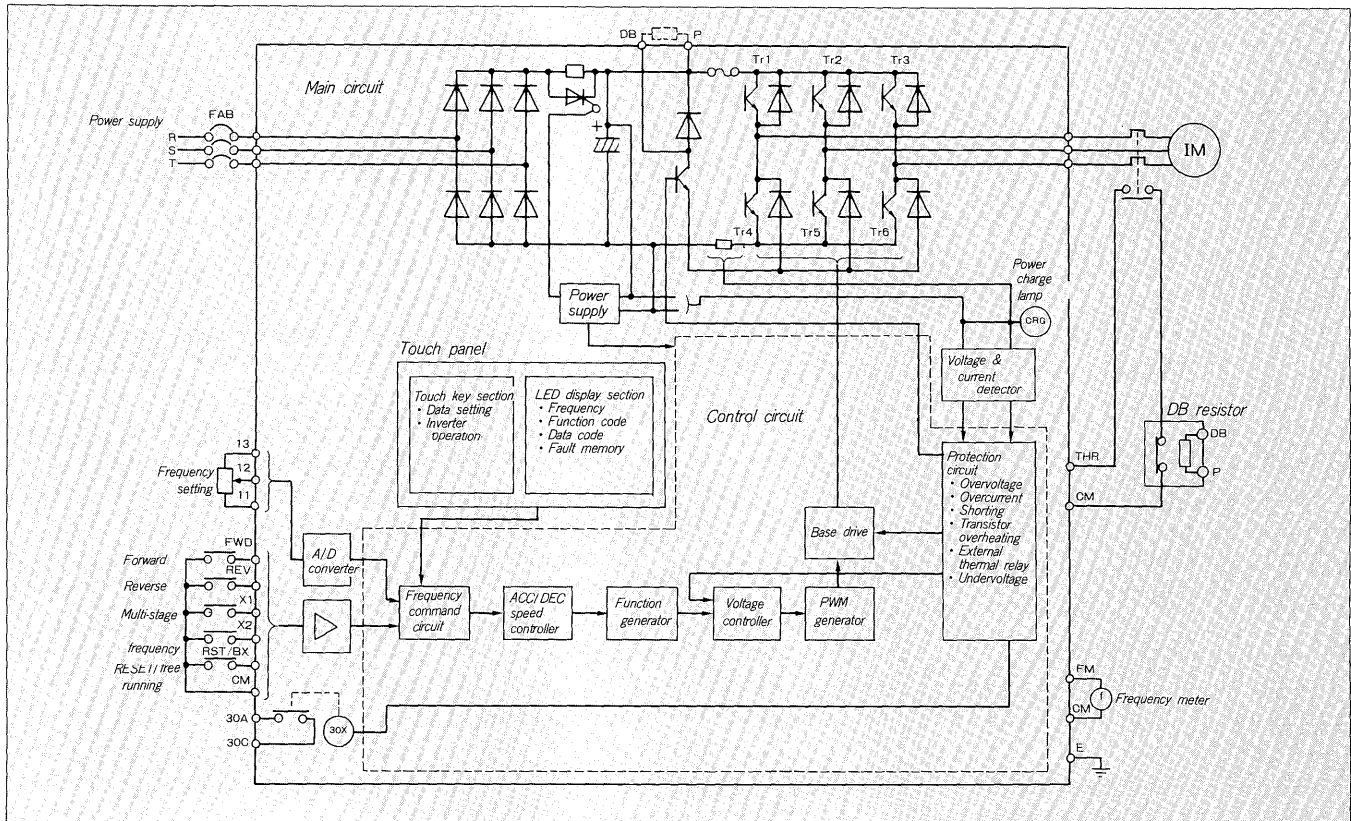 DB
P
Main circuit
Tr1
Tr2
Tr3
Power supply
FAB
R
S
T
+
IM
Tr4
Tr5
Tr6
Power
charge
lamp
CRG
Power
supply
Voltage &
current
detector
Touch panel
Touch key section
• Data setting
• Inverter
operation
LED display section
• Frequency
• Function code
• Data code
• Fault memory
Control circuit
DB resistor
DB
P
THR
CM
13
12
11
Frequency
setting
Protection
circuit
• Overvoltage
• Overcurrent
• Shorting
• Transistor
overheating
• External
thermal relay
• Undervoltage
Base drive
A/D
converter
FWD
Forward
REV
Reverse
X1
Multi-stage
X2
frequency
RST/BX
RESET/free
running
CM
Frequency
command
circuit
ACC/DEC
speed
controller
Function
generator
Voltage
controller
PWM
generator
30A
30X
30C
FM
f
Frequency meter
CM
E